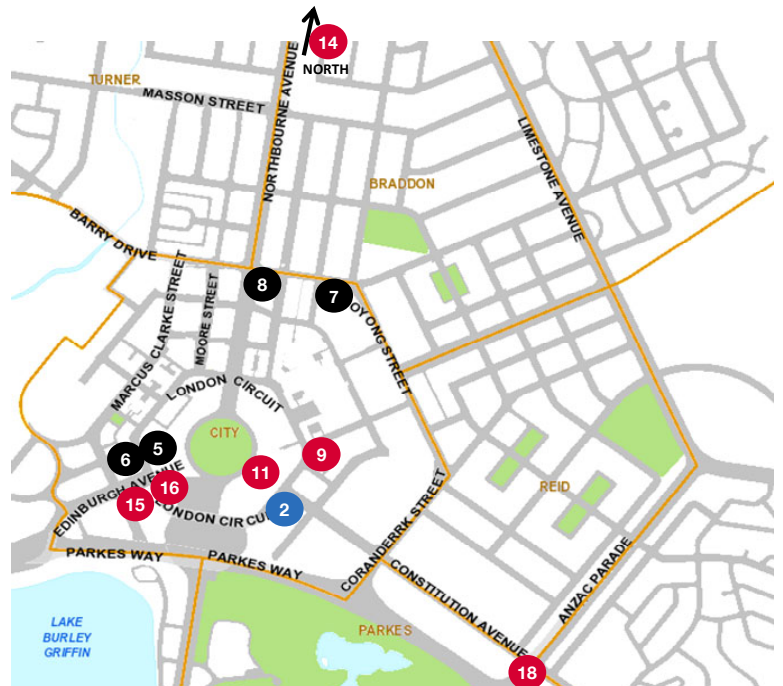 14
NORTH
TURNER
MASSON STREET
NORTHBOURNE AVENUE
LIMESTONE AVENUE
BRADDON
BARRY DRIVE
8
7
OYONG STREET
MOORE STREET
MARCUS CLARKE STREET
LONDON CIRCUIT
CITY
5
6
9
11
16
15
EDINBURGH AVENUE
LONDON CIRCUI
2
REID
CORANDERRK STREET
PARKES WAY
PARKES WAY
CONSTITUTION AVENUE
ANZAC PARADE
LAKE
BURLEY
GRIFFIN
PARKES
18